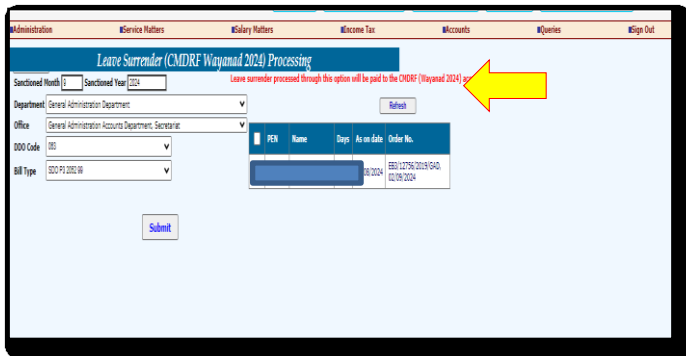 Administration Service Matters Salary Matters Income Tax Accounts Queries Sign Out
Leave Surrender (CMDRF Wayanad 2024) Processing
Sanctioned Month 9 Sanctioned Year 2024
Leave surrender processed through this option will be paid to the CMDRF (Wayanad 2024)
Department General Administration Department
Refresh
Office General Administration Accounts Department, Secretariat
PEN Name Days As on date Order No.
DDO Code
Bill Type
08/2024 EB3/12756/2019/GAD,
02/09/2024
Submit